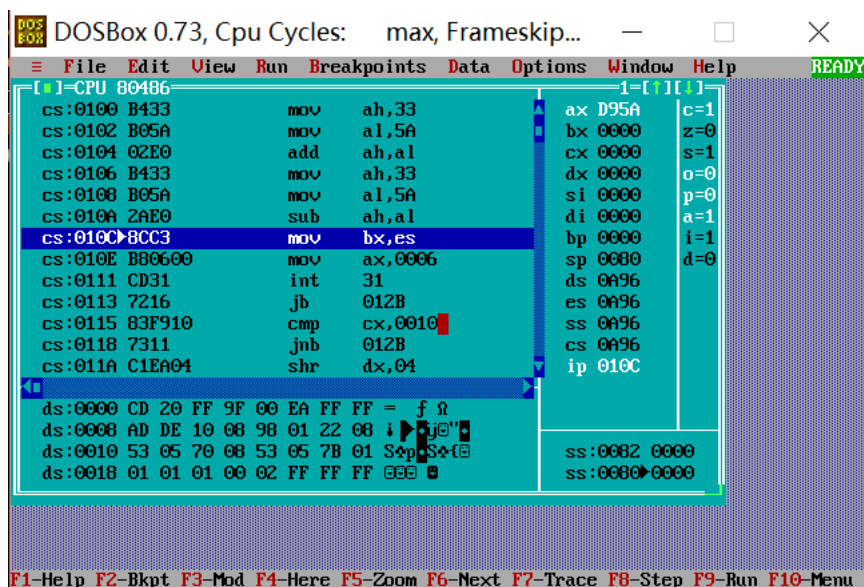 DOS BOX DOSBox 0.73, Cpu Cycles: max, Frameskip...
≡ File Edit View Run Breakpoints Data Options Window Help READY
[■]=CPU 80486 1=[↑][↓]
cs:0100 B433 mov ah,33 ax D95A c=1
cs:0102 B05A mov al,5A bx 0000 z=0
cs:0104 02E0 add ah,al cx 0000 s=1
cs:0106 B433 mov ah,33 dx 0000 o=0
cs:0108 B05A mov al,5A si 0000 p=0
cs:010A 2AE0 sub ah,al di 0000 a=1
cs:010C►8CC3 mov bx,es bp 0000 i=1
cs:010E B80600 mov ax,0006 sp 0080 d=0
cs:0111 CD31 int 31 ds 0A96
cs:0113 7216 jb 012B es 0A96
cs:0115 83F910 cmp cx,0010 ss 0A96
cs:0118 7311 jnb 012B cs 0A96
cs:011A C1EA04 shr dx,04 ip 010C
ds:0000 CD 20 FF 9F 00 EA FF FF = ƒ Ω
ds:0008 AD DE 10 08 98 01 22 08
ds:0010 53 05 70 08 53 05 7B 01 ss:0082 0000
ds:0018 01 01 01 00 02 FF FF FF ss:0080►0000
F1-Help F2-Bkpt F3-Mod F4-Here F5-Zoom F6-Next F7-Trace F8-Step F9-Run F10-Menu